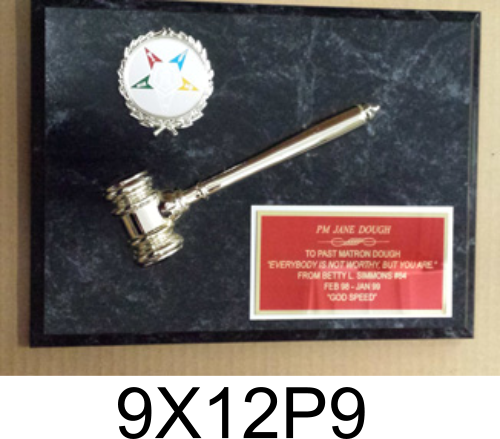 PM JANE DOUGH
TO PAST MATRON DOUGH
"EVERYBODY IS NOT WORTHY, BUT YOU ARE."
FROM BETTY L. SIMMONS #64
FEB 98 - JAN 99
"GOD SPEED"
9X12P9